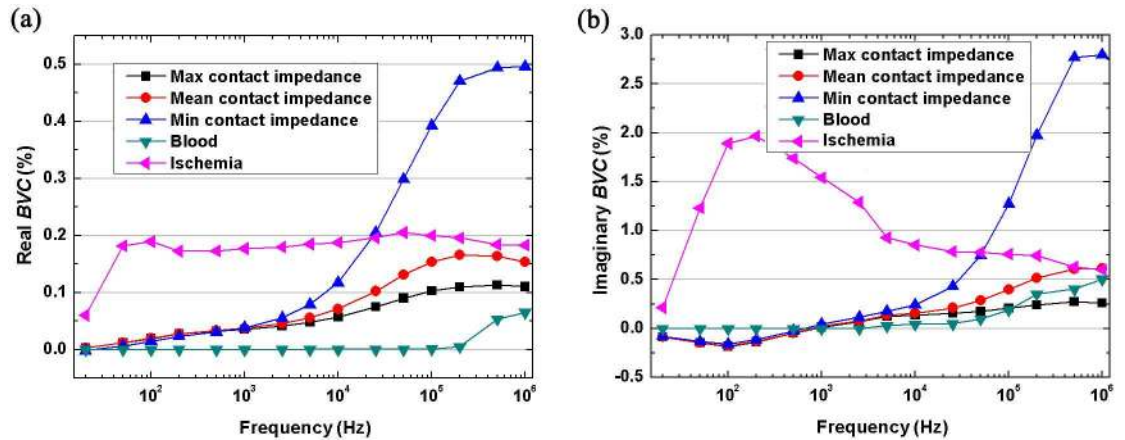 (a)
Real BVC (%)
0.5
0.4
0.3
0.2
0.1
0.0
Max contact impedance
Mean contact impedance
Min contact impedance
Blood
Ischemia
10² 10³ 10⁴ 10⁵ 10⁶
Frequency (Hz)
(b)
Imaginary BVC (%)
3.0
2.5
2.0
1.5
1.0
0.5
0.0
-0.5
Max contact impedance
Mean contact impedance
Min contact impedance
Blood
Ischemia
10² 10³ 10⁴ 10⁵ 10⁶
Frequency (Hz)